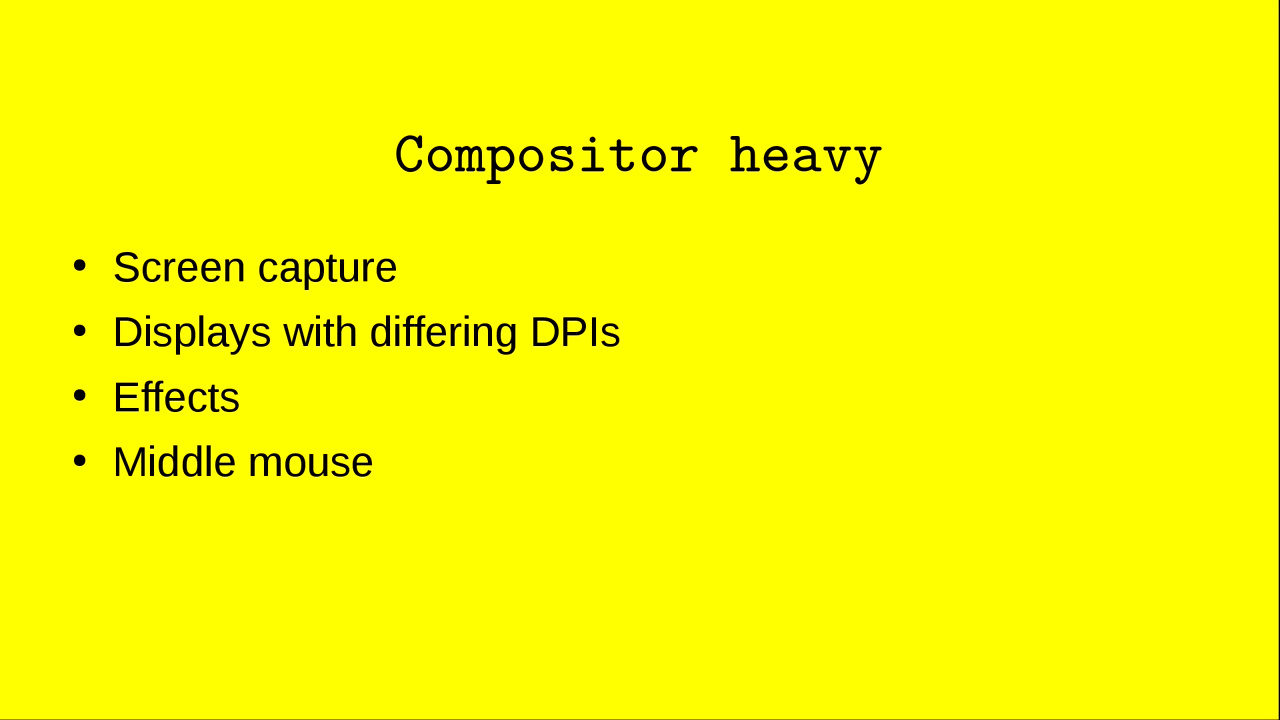 Compositor heavy
• Screen capture
• Displays with differing DPIs
• Effects
• Middle mouse